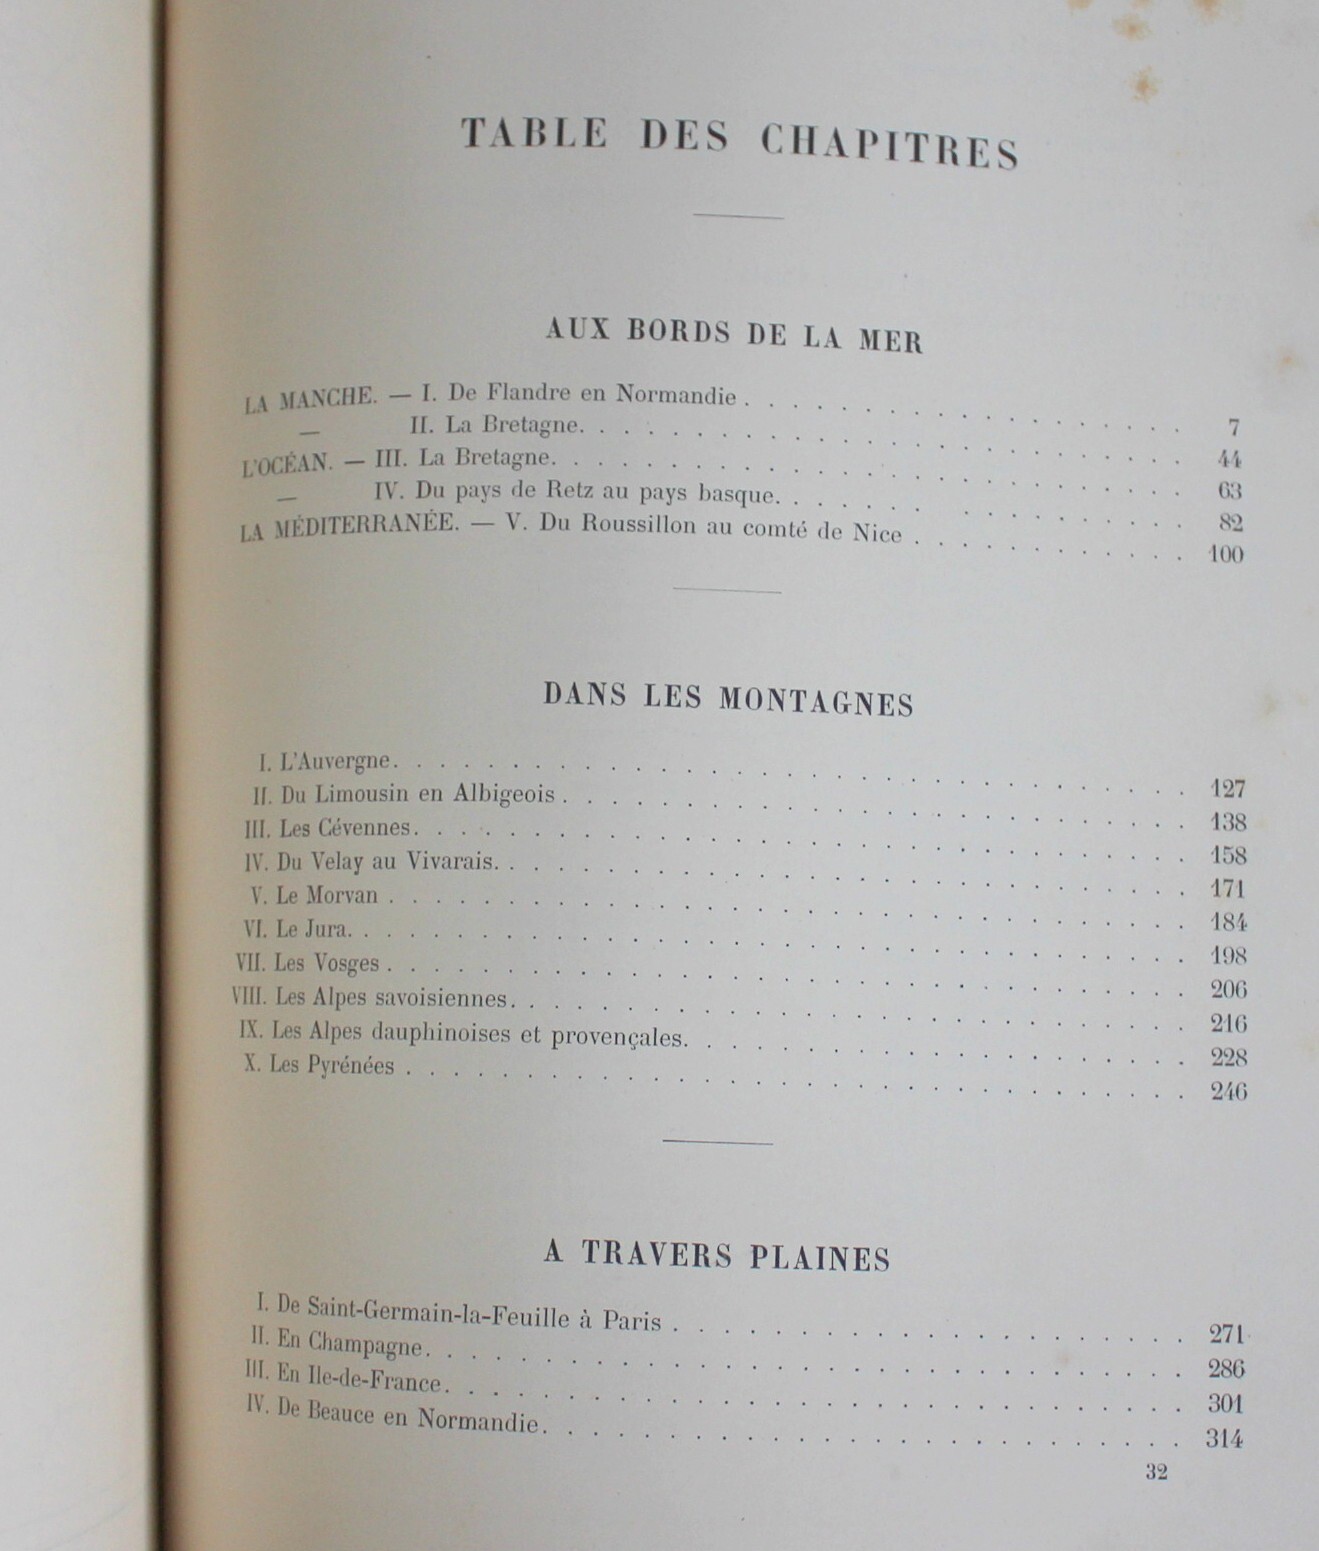 TABLE DES CHAPITRES
AUX BORDS DE LA MER
LA MANCHE. — I. De Flandre en Normandie . . . . . . . . . . . . . . . . . . 7
— II. La Bretagne. . . . . . . . . . . . . . . . . . . . . . . . 44
L'OCÉAN. — III. La Bretagne. . . . . . . . . . . . . . . . . . . . . . . . . 63
— IV. Du pays de Retz au pays basque. . . . . . . . . . . . . . . . 82
LA MÉDITERRANÉE. — V. Du Roussillon au comté de Nice . . . . . . . . . . . . 100
DANS LES MONTAGNES
I. L'Auvergne. . . . . . . . . . . . . . . . . . . . . . . . . . . . . . . . 127
II. Du Limousin en Albigeois . . . . . . . . . . . . . . . . . . . . . . . . 138
III. Les Cévennes. . . . . . . . . . . . . . . . . . . . . . . . . . . . . . 158
IV. Du Velay au Vivarais. . . . . . . . . . . . . . . . . . . . . . . . . . . 171
V. Le Morvan . . . . . . . . . . . . . . . . . . . . . . . . . . . . . . . . 184
VI. Le Jura. . . . . . . . . . . . . . . . . . . . . . . . . . . . . . . . . 198
VII. Les Vosges . . . . . . . . . . . . . . . . . . . . . . . . . . . . . . . 206
VIII. Les Alpes savoisiennes. . . . . . . . . . . . . . . . . . . . . . . . . 216
IX. Les Alpes dauphinoises et provençales. . . . . . . . . . . . . . . . . . 228
X. Les Pyrénées . . . . . . . . . . . . . . . . . . . . . . . . . . . . . . 246
A TRAVERS PLAINES
I. De Saint-Germain-la-Feuille à Paris . . . . . . . . . . . . . . . . . . . 271
II. En Champagne. . . . . . . . . . . . . . . . . . . . . . . . . . . . . . . 286
III. En Ile-de-France. . . . . . . . . . . . . . . . . . . . . . . . . . . . 301
IV. De Beauce en Normandie. . . . . . . . . . . . . . . . . . . . . . . . . . 314
32